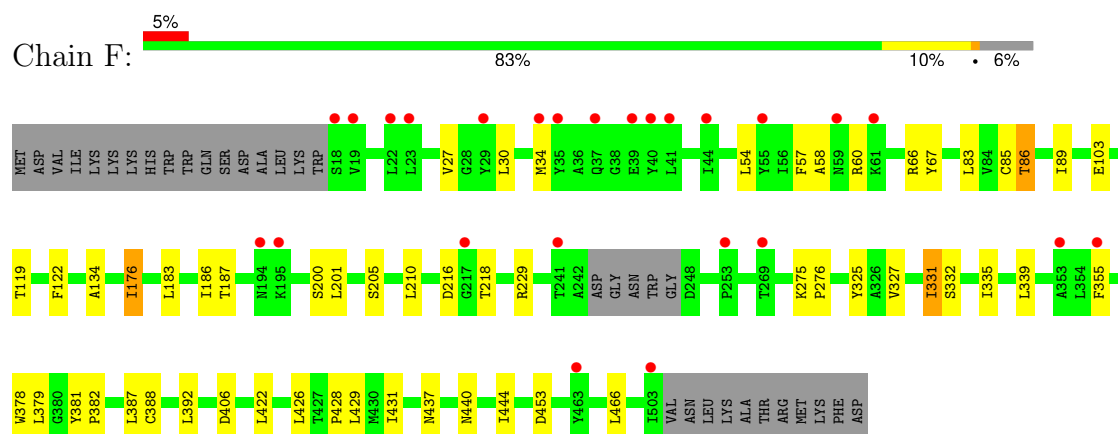 5%
Chain F:
83% 10% • 6%
MET ASP VAL ILE LYS LYS LYS HIS TRP TRP GLN SER ASP ALA LEU LYS TRP S18 V19 L22 L23 V27 G28 Y29 L30 M34 Y35 A36 Q37 G38 E39 Y40 L41 I44 L54 Y55 I56 F57 A58 N59 R60 K61 R66 Y67 L83 V84 C85 T86 I89 E103
T119 F122 A134 I176 L183 I186 T187 N194 K195 S200 L201 S205 L210 D216 G217 T218 R229 T241 A242 ASP GLY ASN TRP GLY D248 P253 T269 K275 P276 Y325 A326 V327 I331 S332 I335 L339 A353 L354 F355
W378 L379 G380 Y381 P382 L387 C388 L392 D406 L422 L426 T427 P428 L429 M430 I431 N437 N440 I444 D453 Y463 L466 I503 VAL ASN LEU LYS ALA THR ARG MET LYS PHE ASP